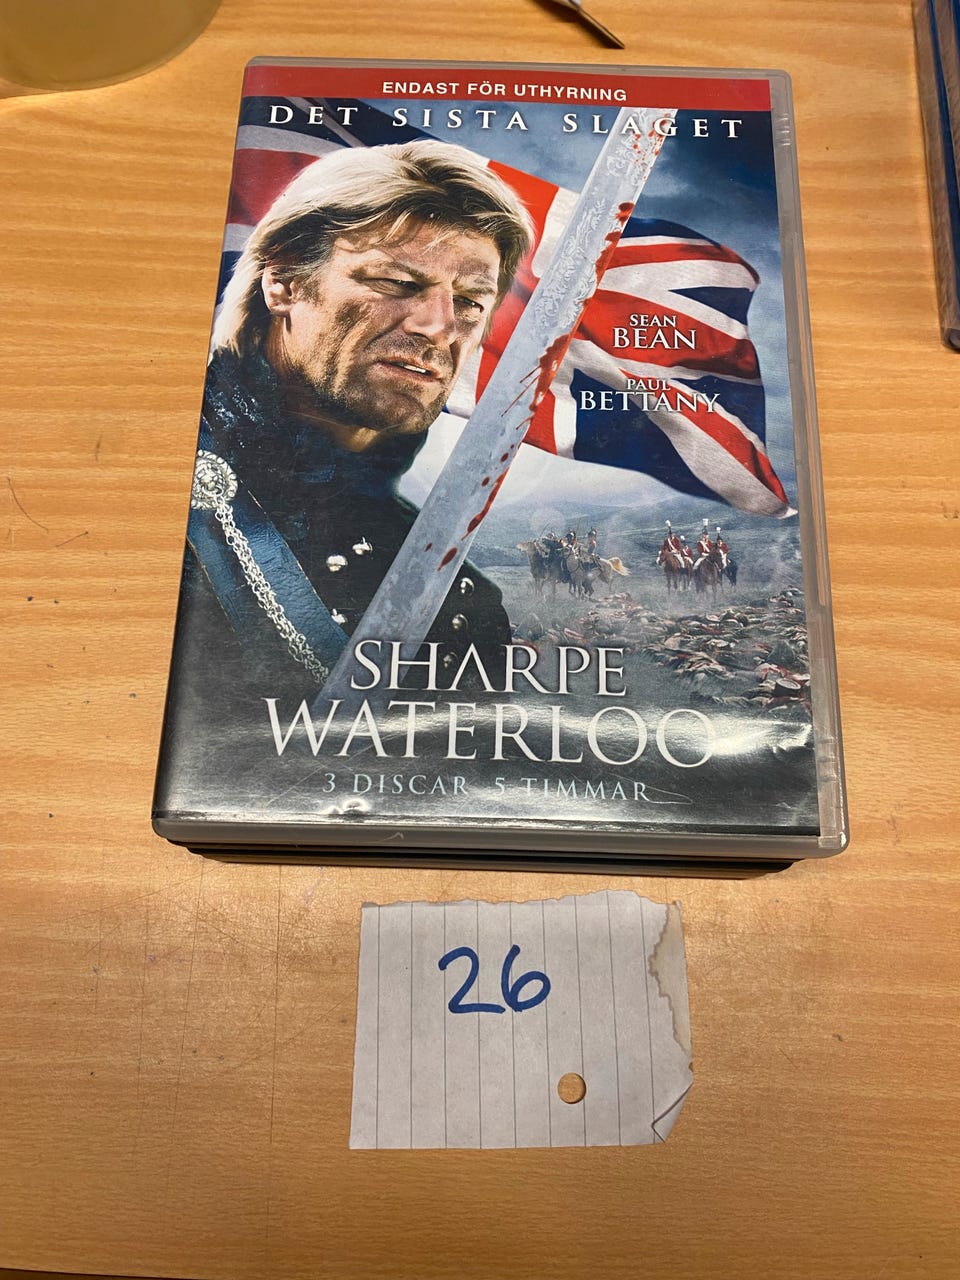 ENDAST FÖR UTHYRNING
DET SISTA SLAGET
SEAN
BEAN
PAUL
BETTANY
SHARPE
WATERLOO
3 DISCAR 5 TIMMAR
26